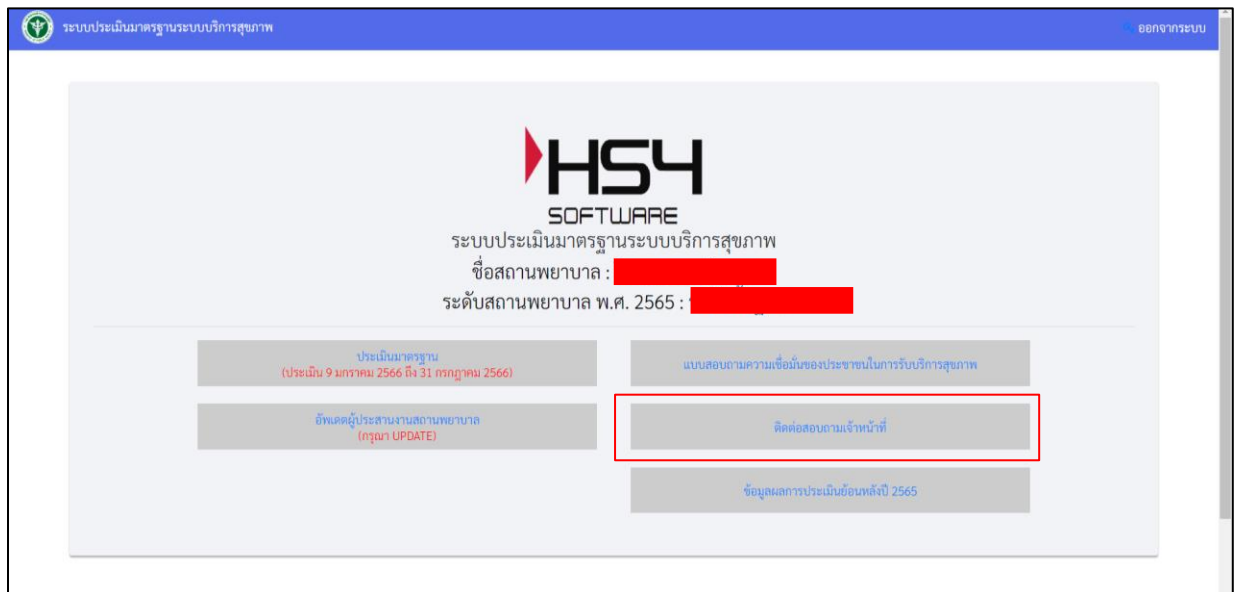 ระบบประเมินมาตรฐานระบบบริการสุขภาพ
ออกจากระบบ
HS4
SOFTWARE
ระบบประเมินมาตรฐานระบบบริการสุขภาพ
ชื่อสถานพยาบาล :
ระดับสถานพยาบาล พ.ศ. 2565 :
ประเมินมาตรฐาน
(ประเมิน 9 มกราคม 2566 ถึง 31 กรกฎาคม 2566)
แบบสอบถามความเชื่อมั่นของประชาชนในการรับบริการสุขภาพ
อัพเดตผู้ประสานงานสถานพยาบาล
(กรุณา UPDATE)
ติดต่อสอบถามเจ้าหน้าที่
ข้อมูลผลการประเมินย้อนหลังปี 2565